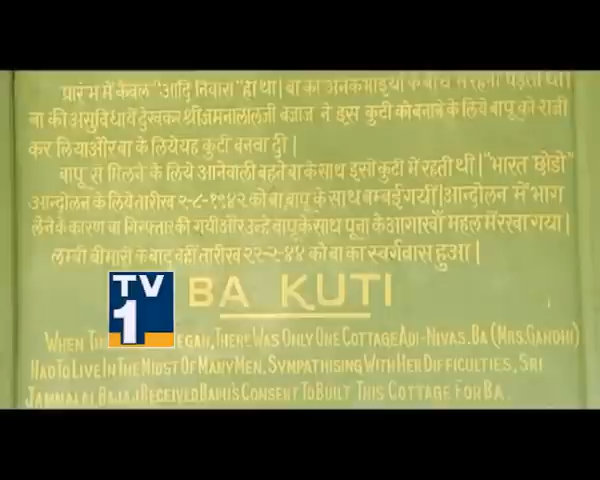 प्रारंभ में केवल "आदि निवास" ही था। बा को अनेक भाइयों के बीच में रहना पड़ता था।
बा की असुविधायें देखकर श्री जमनालालजी बजाज ने इस कुटी को बनाने के लिये बापू को राजी
कर लिया और बा के लिये यह कुटी बनवा दी।
बापू से मिलने के लिये आनेवाली बहनें बा के साथ इसी कुटी में रहती थी। "भारत छोडो"
आन्दोलन के लिये तारीख २-८-१९४२ को बा, बापू के साथ बम्बई गयीं। आन्दोलन में भाग
लेने के कारण बा गिरफ्तार की गयी और उन्हें बापू के साथ पूना के आगाखाँ महल में रखा गया।
लम्बी बीमारी के बाद वहीं तारीख २२-२-४४ को बा का स्वर्गवास हुआ।
TV
1
BA KUTI
WHEN EGAN, THERE WAS ONLY ONE COTTAGE ADI-NIVAS. BA (MRS. GANDHI)
HAD TO LIVE IN THE MIDST OF MANY MEN. SYMPATHISING WITH HER DIFFICULTIES, SRI
JAMNALAL BAJAJ RECEIVED BAPU'S CONSENT TO BUILT THIS COTTAGE FOR BA.